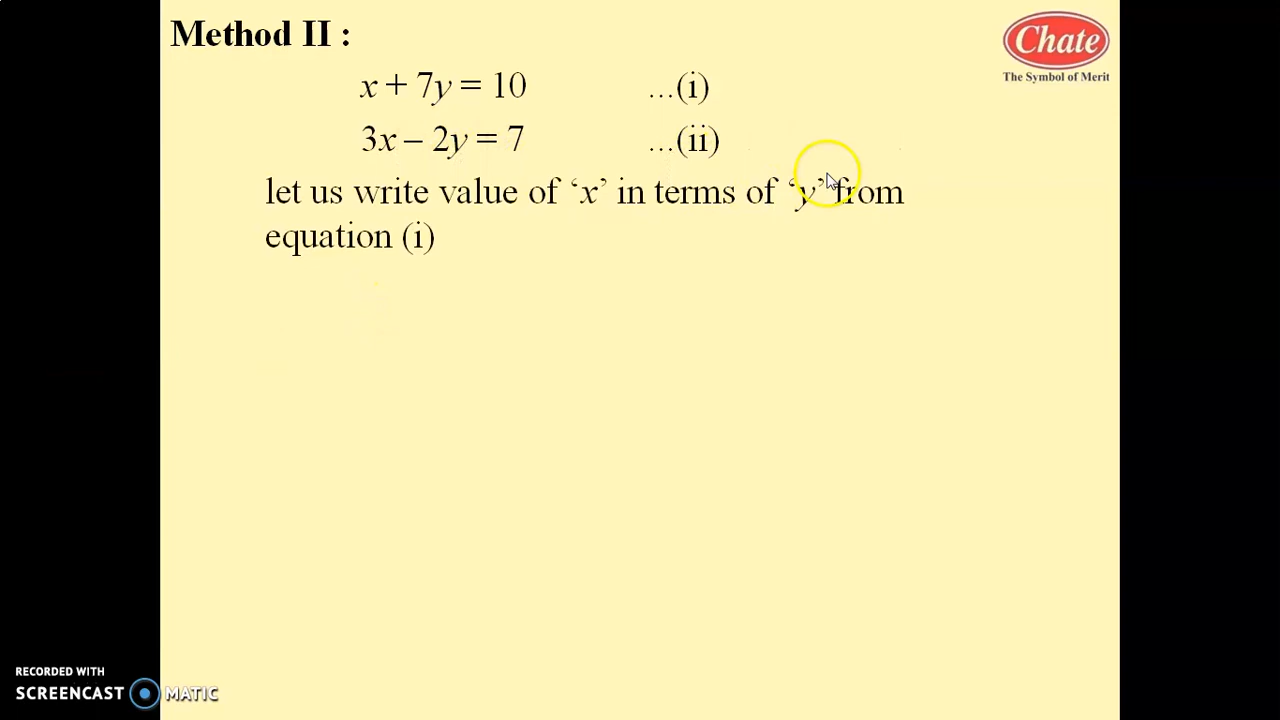 Method II :
Chate
The Symbol of Merit
x + 7y = 10 ...(i)
3x – 2y = 7 ...(ii)
let us write value of ‘x’ in terms of ‘y’ from
equation (i)
RECORDED WITH
SCREENCAST MATIC